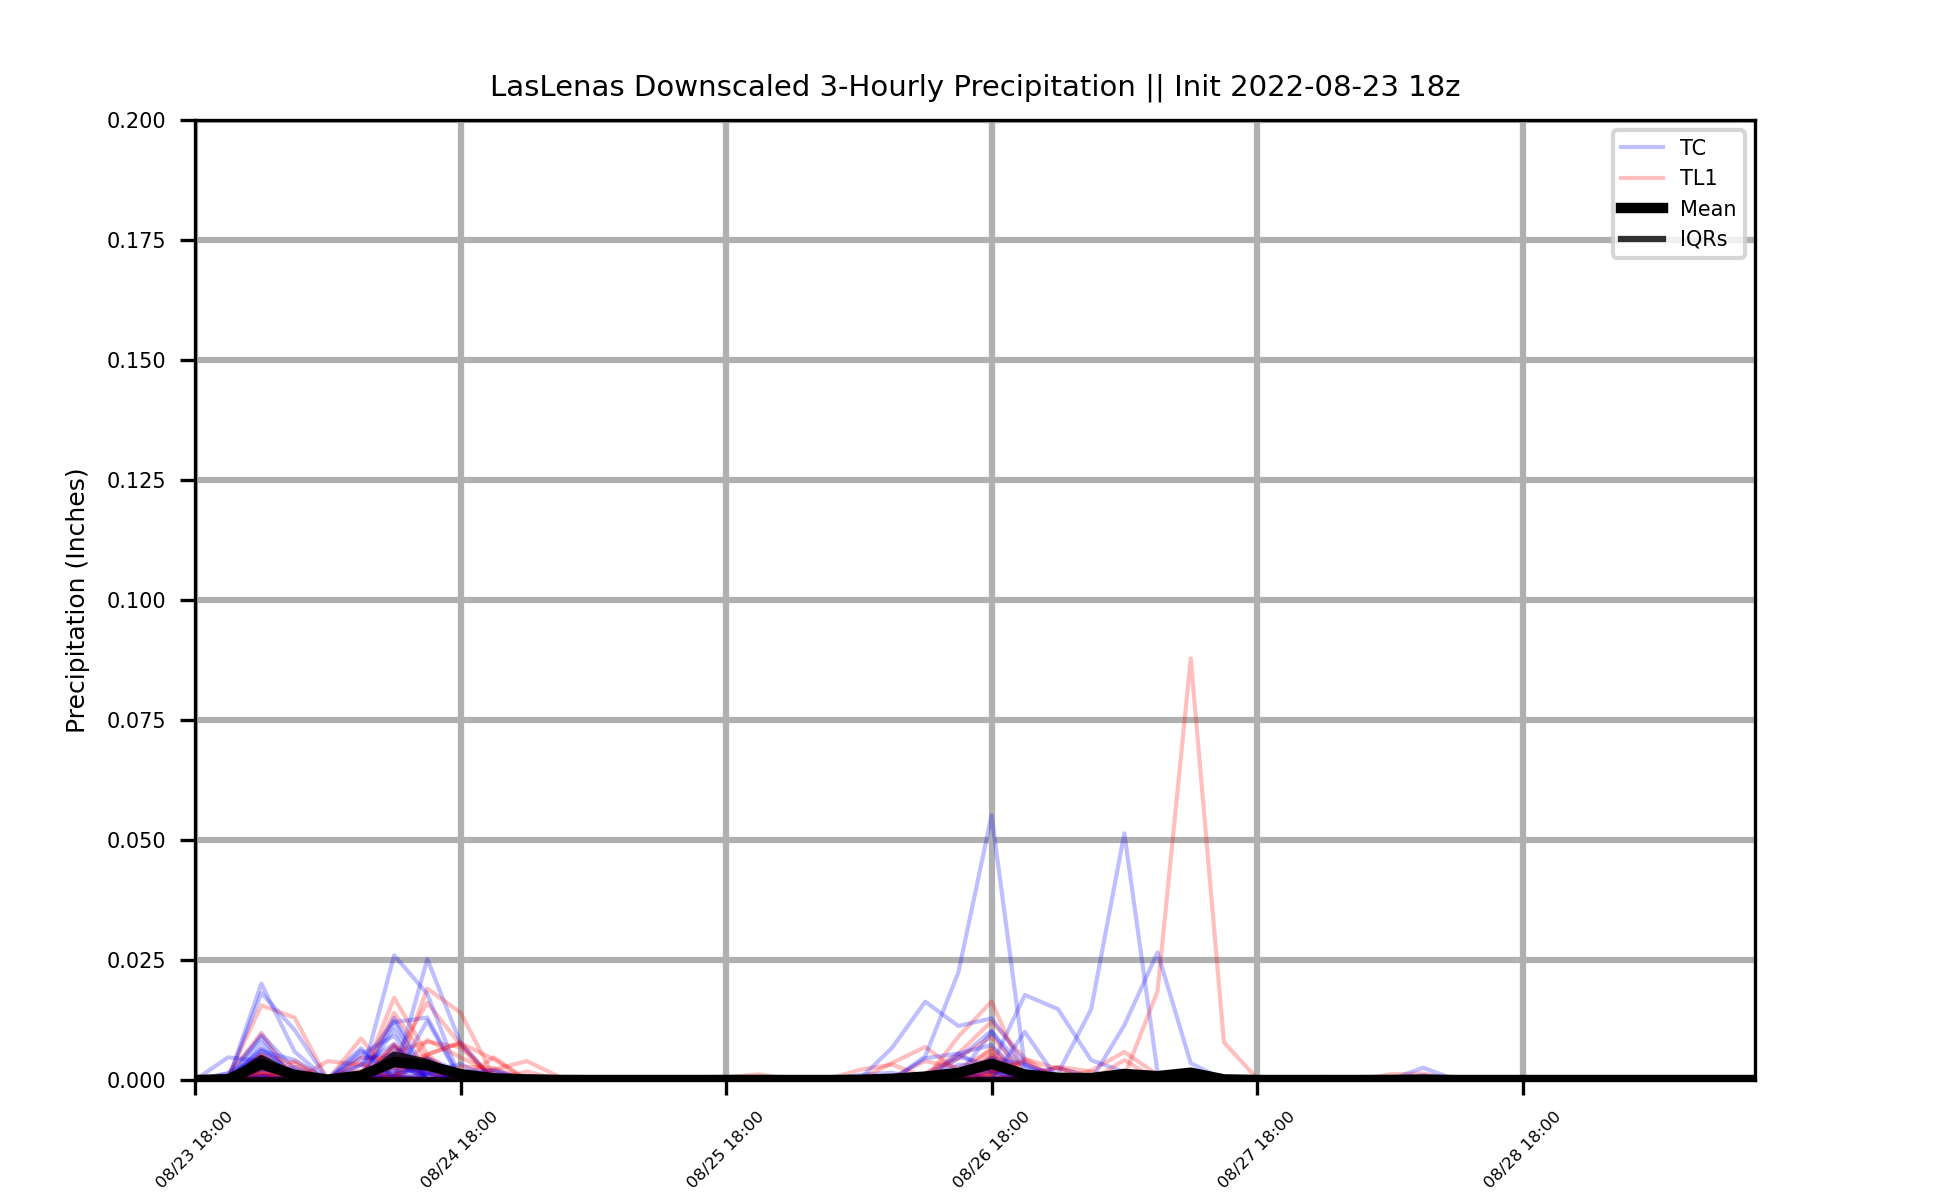 LasLenas Downscaled 3-Hourly Precipitation || Init 2022-08-23 18z
TC
TL1
Mean
IQRs
Precipitation (Inches)
0.200
0.175
0.150
0.125
0.100
0.075
0.050
0.025
0.000
08/23 18:00
08/24 18:00
08/25 18:00
08/26 18:00
08/27 18:00
08/28 18:00